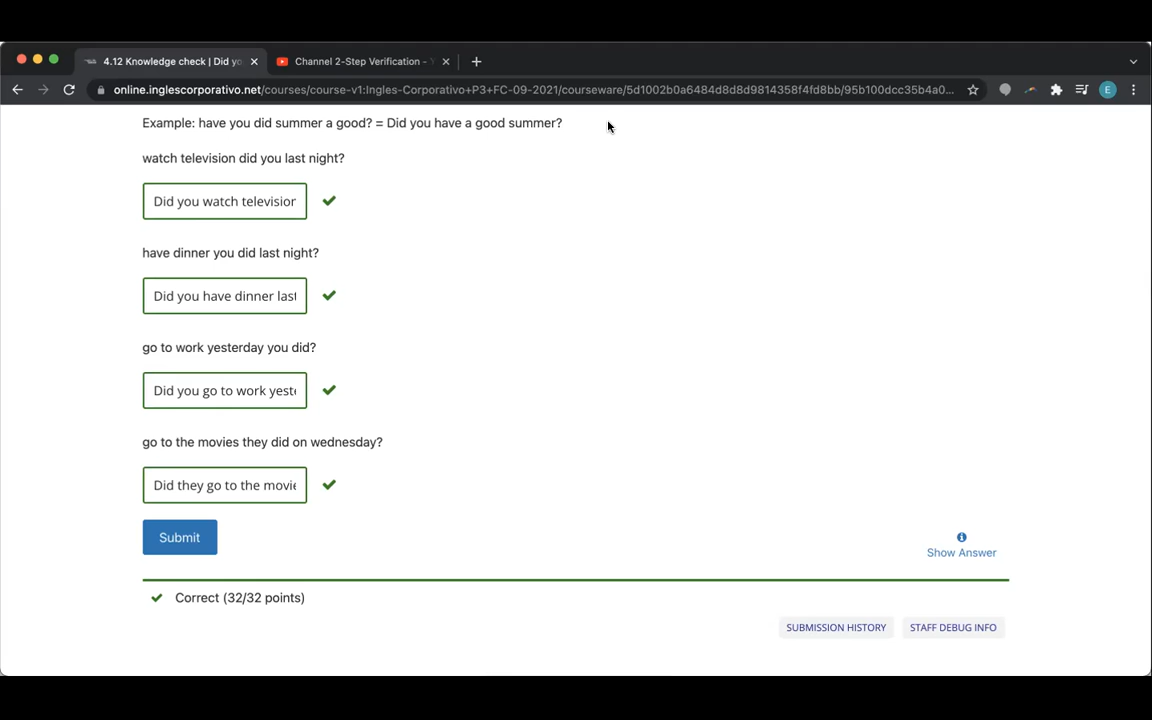 4.12 Knowledge check | Did yo
Channel 2-Step Verification -
online.inglescorporativo.net/courses/course-v1:Ingles-Corporativo+P3+FC-09-2021/courseware/5d1002b0a6484d8d8d9814358f4fd8bb/95b100dcc35b4a0...
E
Example: have you did summer a good? = Did you have a good summer?
watch television did you last night?
Did you watch television
have dinner you did last night?
Did you have dinner last
go to work yesterday you did?
Did you go to work yeste
go to the movies they did on wednesday?
Did they go to the movie
Submit
Show Answer
Correct (32/32 points)
SUBMISSION HISTORY
STAFF DEBUG INFO